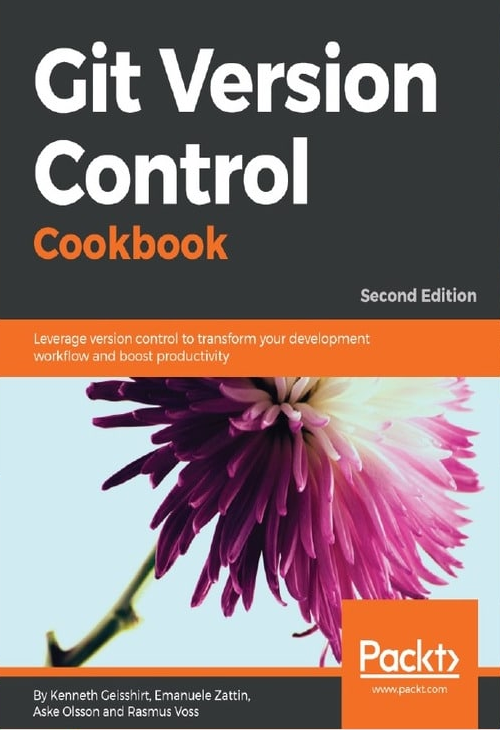 Git Version
Control
Cookbook
Second Edition
Leverage version control to transform your development
workflow and boost productivity
Packt>
www.packt.com
By Kenneth Geisshirt, Emanuele Zattin,
Aske Olsson and Rasmus Voss